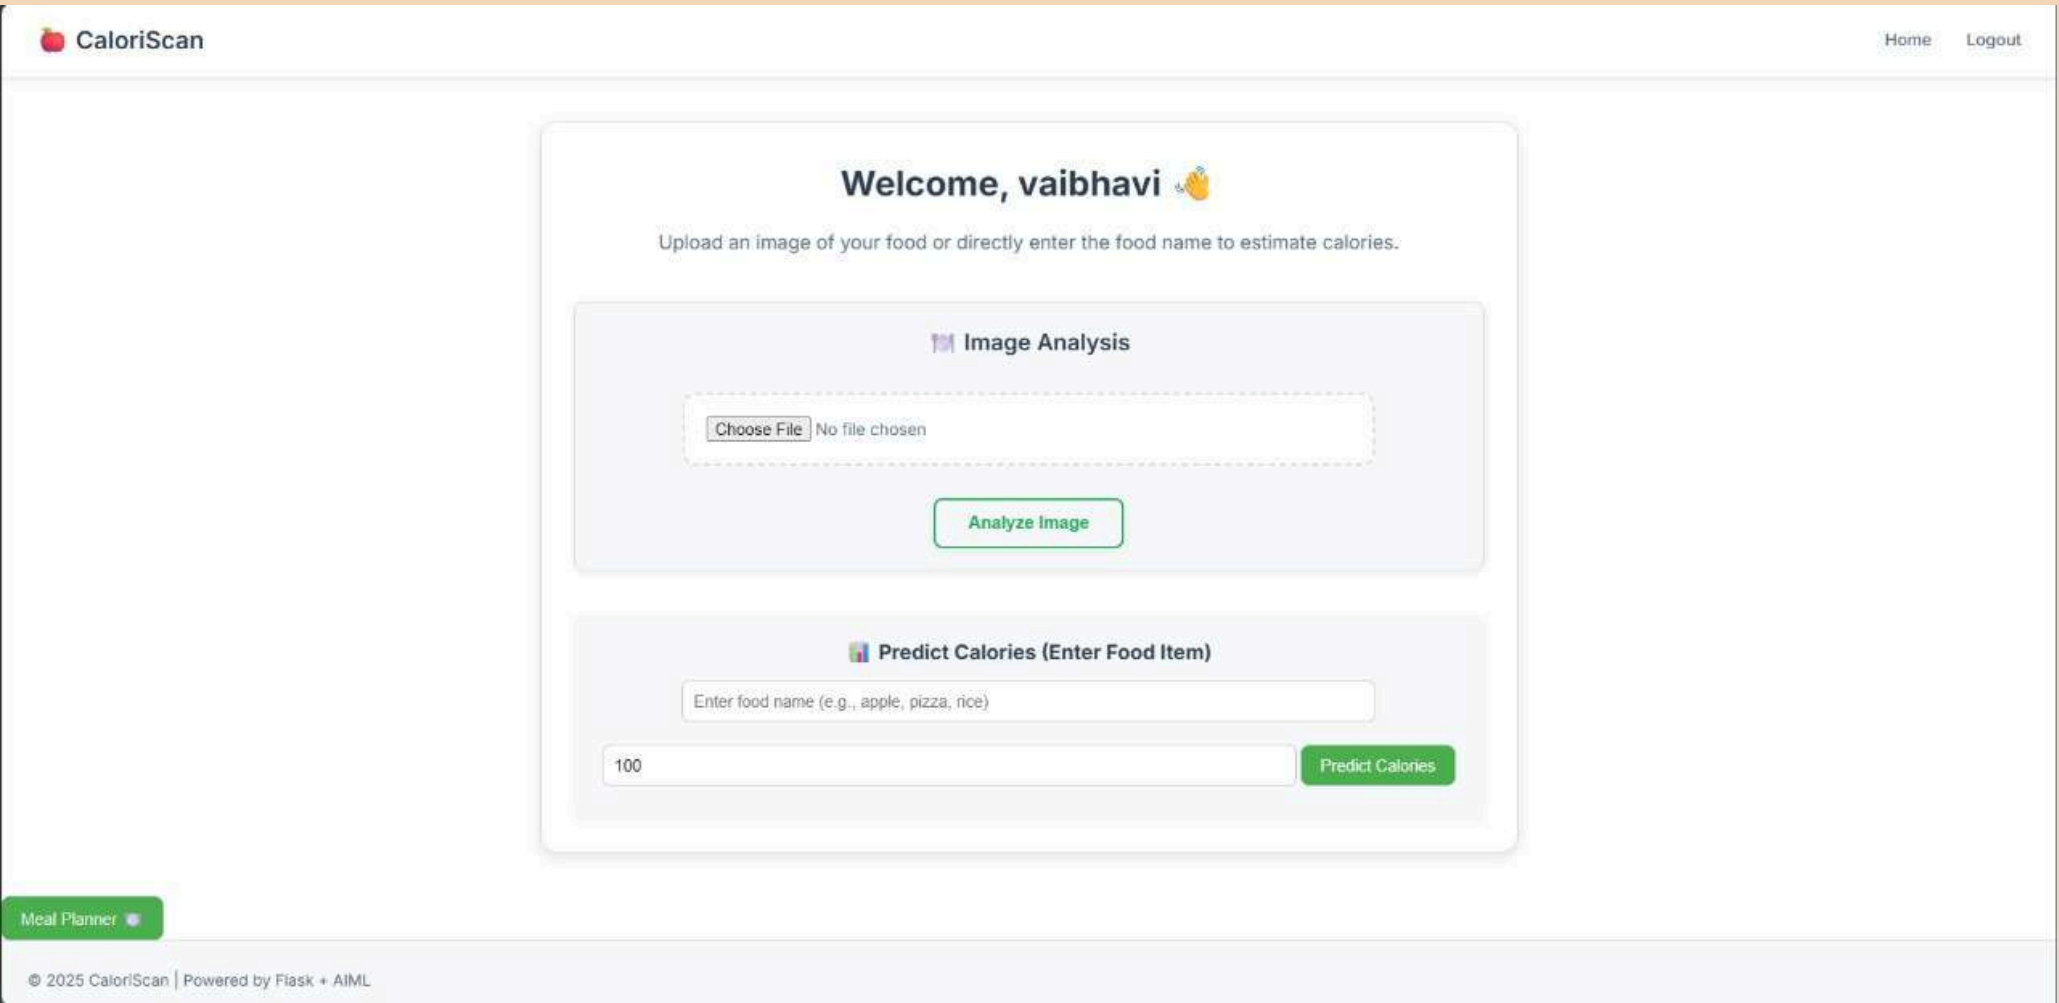 CaloriScan
Home Logout
Welcome, vaibhavi 👋
Upload an image of your food or directly enter the food name to estimate calories.
🍽️ Image Analysis
Choose File No file chosen
Analyze Image
📊 Predict Calories (Enter Food Item)
Enter food name (e.g., apple, pizza, rice)
100 Predict Calories
Meal Planner 🍽️
© 2025 CaloriScan | Powered by Flask + AIML